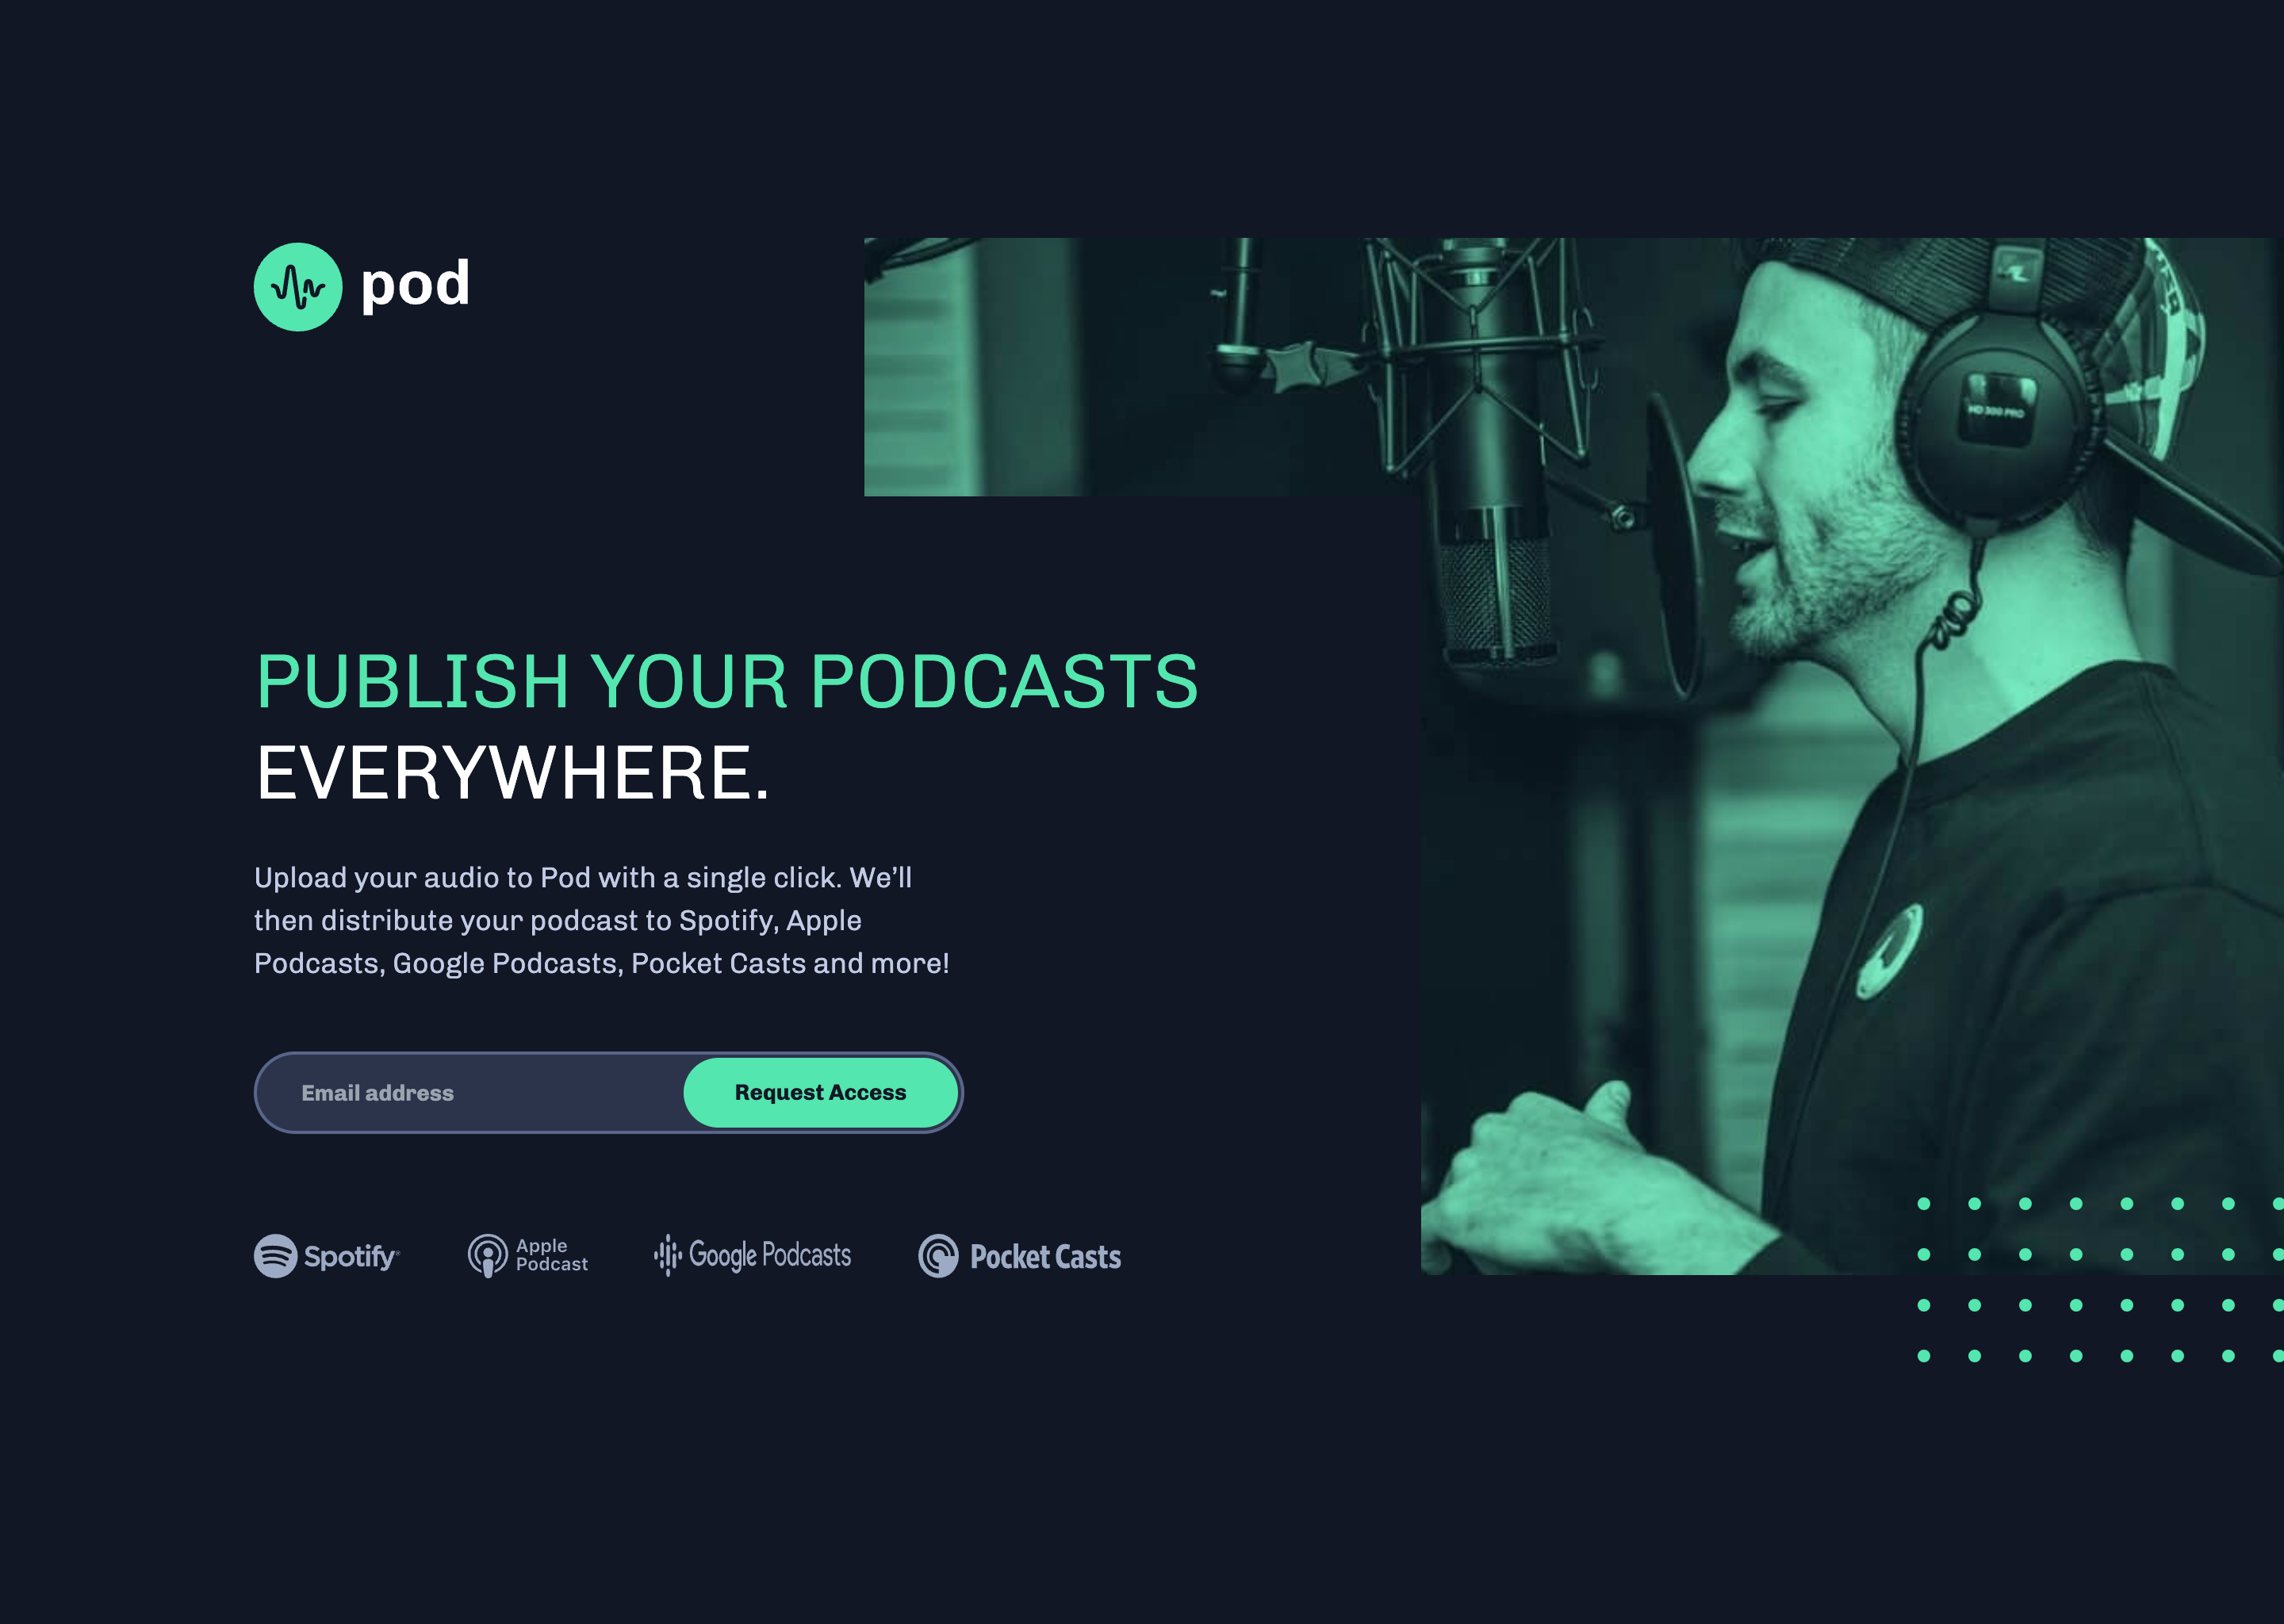 pod
HD 300 PRO
PUBLISH YOUR PODCASTS
EVERYWHERE.
Upload your audio to Pod with a single click. We’ll
then distribute your podcast to Spotify, Apple
Podcasts, Google Podcasts, Pocket Casts and more!
Email address
Request Access
Spotify
Apple
Podcast
Google Podcasts
Pocket Casts